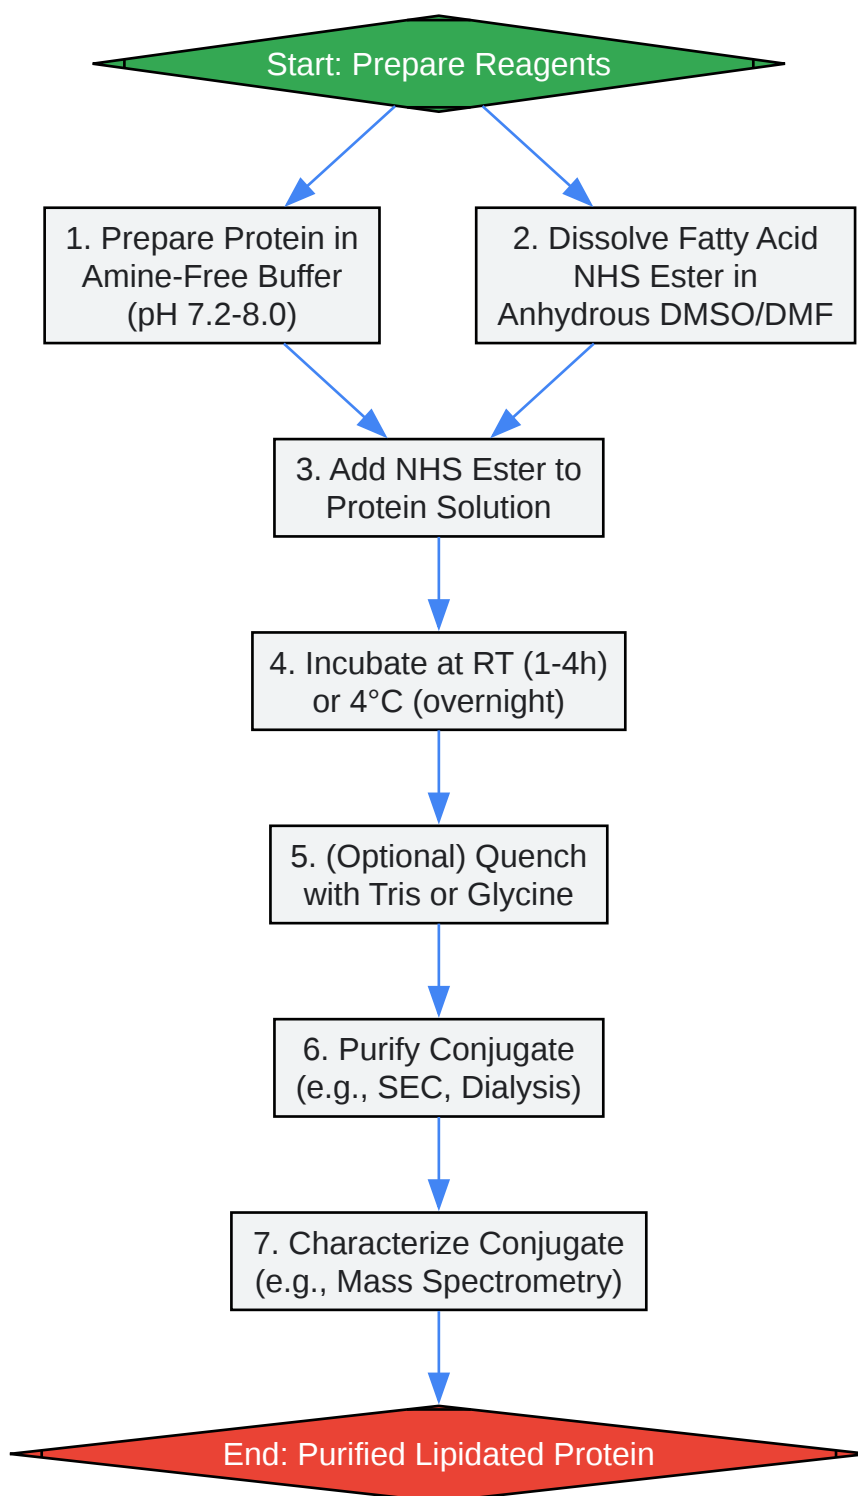 Start: Prepare Reagents
1. Prepare Protein in
Amine-Free Buffer
(pH 7.2-8.0)
2. Dissolve Fatty Acid
NHS Ester in
Anhydrous DMSO/DMF
3. Add NHS Ester to
Protein Solution
4. Incubate at RT (1-4h)
or 4°C (overnight)
5. (Optional) Quench
with Tris or Glycine
6. Purify Conjugate
(e.g., SEC, Dialysis)
7. Characterize Conjugate
(e.g., Mass Spectrometry)
End: Purified Lipidated Protein